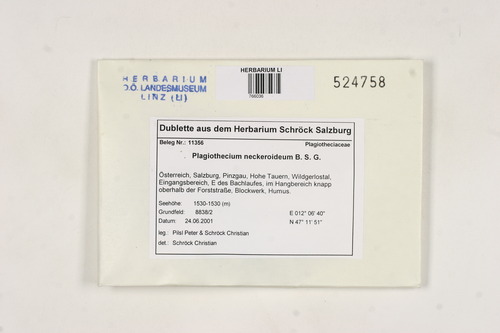 HERBARIUM LI
HERBARIUM
O.Ö. LANDESMUSEUM
LINZ (LI)
524758
Dublette aus dem Herbarium Schröck Salzburg
Beleg Nr.: 11356
Plagiotheciaceae
Plagiothecium neckeroideum B. S. G.
Österreich, Salzburg, Pinzgau, Hohe Tauern, Wildgerlostal,
Eingangsbereich, E des Bachlaufes, im Hangbereich knapp
oberhalb der Forststraße, Blockwerk, Humus.
Seehöhe: 1530-1530 (m)
Grundfeld: 8838/2 E 012° 06' 40"
Datum: 24.06.2001 N 47° 11' 51"
leg.: Pilsl Peter & Schröck Christian
det.: Schröck Christian